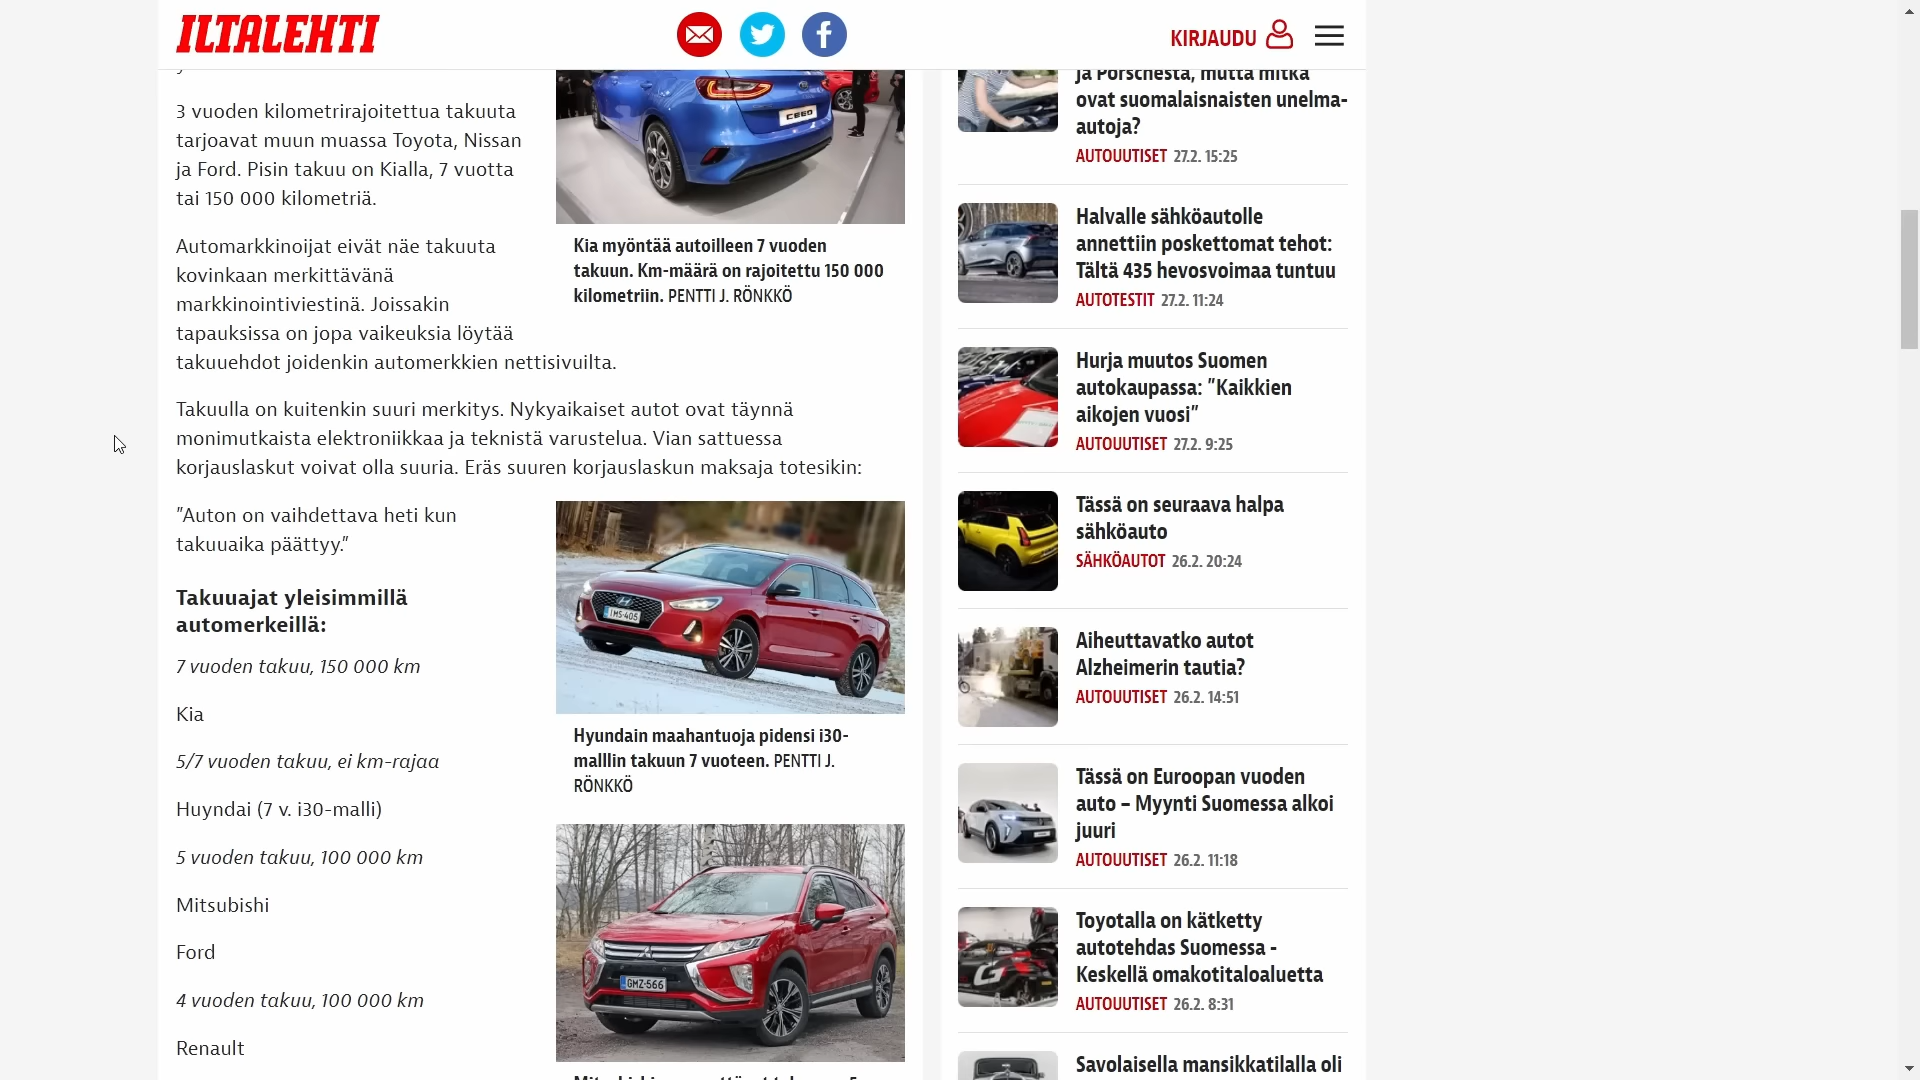 ILTALEHTI
KIRJAUDU
3 vuoden kilometrirajoitettua takuuta
tarjoavat muun muassa Toyota, Nissan
ja Ford. Pisin takuu on Kialla, 7 vuotta
tai 150 000 kilometriä.
Automarkkinoijat eivät näe takuuta
kovinkaan merkittävänä
markkinointiviestinä. Joissakin
tapauksissa on jopa vaikeuksia löytää
takuuehdot joidenkin automerkkien nettisivuilta.
CEED
Kia myöntää autoilleen 7 vuoden
takuun. Km-määrä on rajoitettu 150 000
kilometriin. PENTTI J. RÖNKKÖ
Takuulla on kuitenkin suuri merkitys. Nykyaikaiset autot ovat täynnä
monimutkaista elektroniikkaa ja teknistä varustelua. Vian sattuessa
korjauslaskut voivat olla suuria. Eräs suuren korjauslaskun maksaja totesikin:
"Auton on vaihdettava heti kun
takuuaika päättyy."
Takuuajat yleisimmillä
automerkeillä:
7 vuoden takuu, 150 000 km
Kia
5/7 vuoden takuu, ei km-rajaa
Huyndai (7 v. i30-malli)
5 vuoden takuu, 100 000 km
Mitsubishi
Ford
4 vuoden takuu, 100 000 km
Renault
IMS-405
Hyundain maahantuoja pidensi i30-
malllin takuun 7 vuoteen. PENTTI J.
RÖNKKÖ
GMZ-566
ja Porschesta, mutta mitkä
ovat suomalaisnaisten unelma-
autoja?
AUTOUUTISET 27.2. 15:25
Halvalle sähköautolle
annettiin poskettomat tehot:
Tältä 435 hevosvoimaa tuntuu
AUTOTESTIT 27.2. 11:24
Hurja muutos Suomen
autokaupassa: ”Kaikkien
aikojen vuosi”
AUTOUUTISET 27.2. 9:25
Tässä on seuraava halpa
sähköauto
SÄHKÖAUTOT 26.2. 20:24
Aiheuttavatko autot
Alzheimerin tautia?
AUTOUUTISET 26.2. 14:51
Tässä on Euroopan vuoden
auto – Myynti Suomessa alkoi
juuri
AUTOUUTISET 26.2. 11:18
Toyotalla on kätketty
autotehdas Suomessa -
Keskellä omakotitaloaluetta
AUTOUUTISET 26.2. 8:31
Savolaisella mansikkatilalla oli